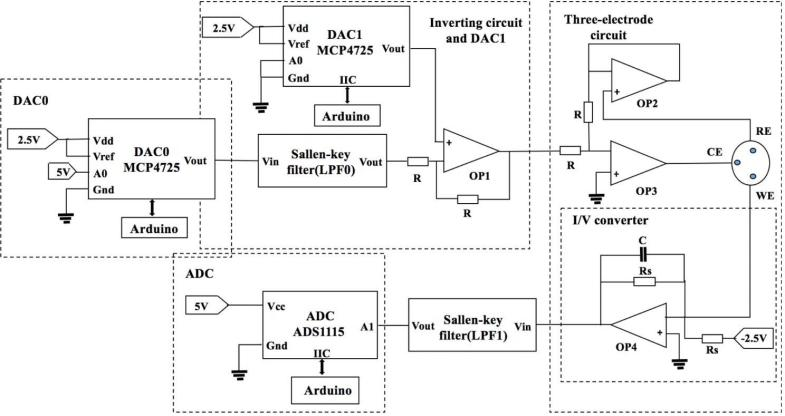 DAC0
2.5V
Vdd
Vref
5V
A0
Gnd
DAC0
MCP4725
Vout
Arduino
2.5V
Vdd
Vref
A0
Gnd
DAC1
MCP4725
Vout
IIC
Arduino
Inverting circuit
and DAC1
Vin
Sallen-key
filter(LPF0)
Vout
R
+
OP1
R
Three-electrode
circuit
R
+
OP2
R
+
OP3
RE
CE
WE
I/V converter
C
Rs
+
OP4
Rs
-2.5V
ADC
5V
Vcc
Gnd
ADC
ADS1115
A1
IIC
Arduino
Vout
Sallen-key
filter(LPF1)
Vin